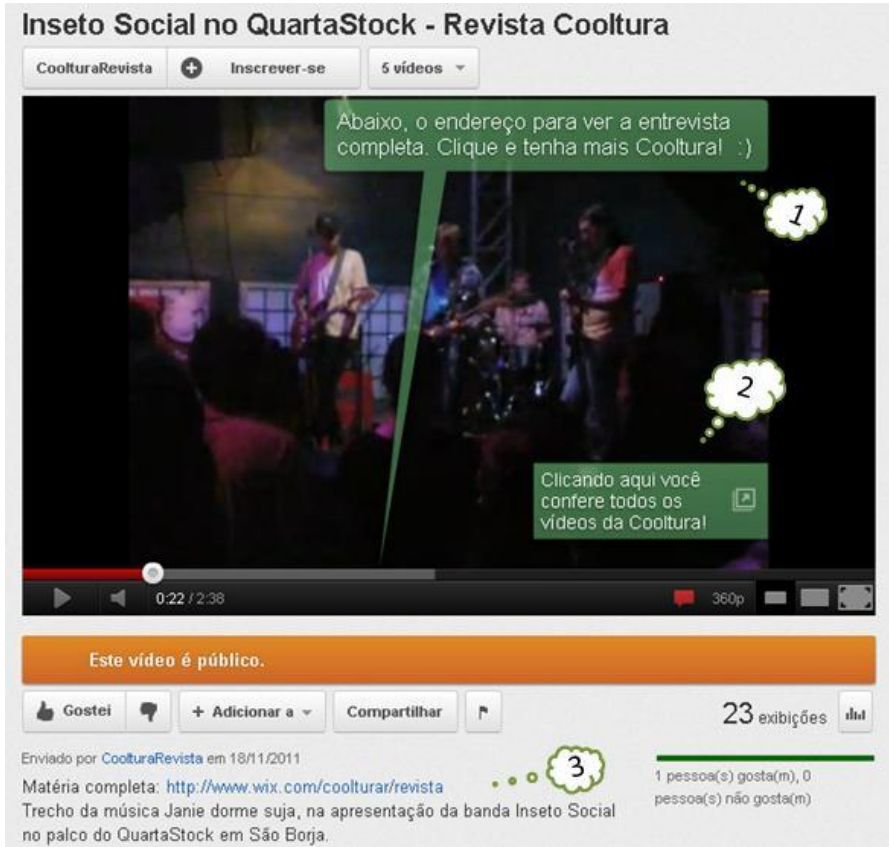 Inseto Social no QuartaStock - Revista Cooltura
CoolturaRevista Inscrever-se 5 vídeos
Abaixo, o endereço para ver a entrevista
completa. Clique e tenha mais Cooltura! :)
1
2
Clicando aqui você
confere todos os
vídeos da Cooltura!
0:22 / 2:38 360p
Este vídeo é público.
Gostei + Adicionar a Compartilhar 23 exibições
Enviado por CoolturaRevista em 18/11/2011
3
1 pessoa(s) gosta(m), 0
pessoa(s) não gosta(m)
Matéria completa: http://www.wix.com/coolturar/revista
Trecho da música Janie dorme suja, na apresentação da banda Inseto Social
no palco do QuartaStock em São Borja.